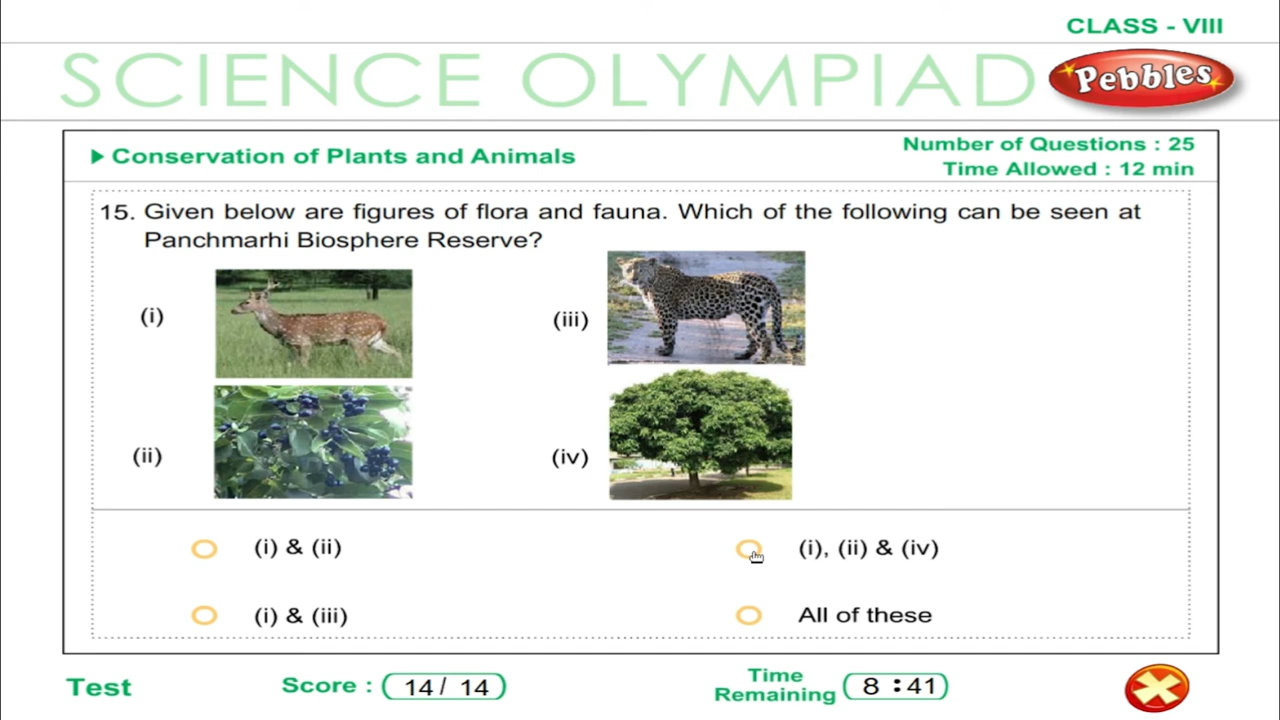 CLASS - VIII
SCIENCE OLYMPIAD
Pebbles
Conservation of Plants and Animals
Number of Questions : 25
Time Allowed : 12 min
15. Given below are figures of flora and fauna. Which of the following can be seen at
Panchmarhi Biosphere Reserve?
(i)
(iii)
(ii)
(iv)
(i) & (ii)
(i), (ii) & (iv)
(i) & (iii)
All of these
Test
Score : 14 / 14
Time
Remaining 8 : 41